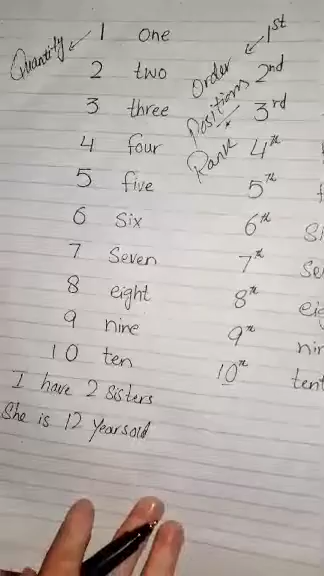 Quantity 1 One 1st
2 two Order 2nd
3 three Positions 3rd
4 four Rank 4th
5 five 5th
6 Six 6th
7 Seven 7th
8 eight 8th
9 nine 9th
10 ten 10th
I have 2 Sisters
She is 12 years old